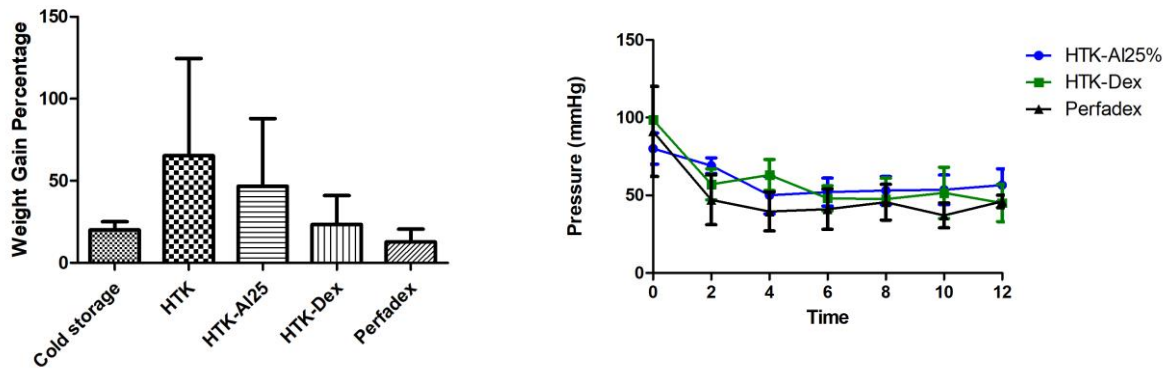 Weight Gain Percentage
150
100
50
0
Cold storage
HTK
HTK-Al25
HTK-Dex
Perfadex
Pressure (mmHg)
150
100
50
0
0 2 4 6 8 10 12
Time
HTK-Al25%
HTK-Dex
Perfadex